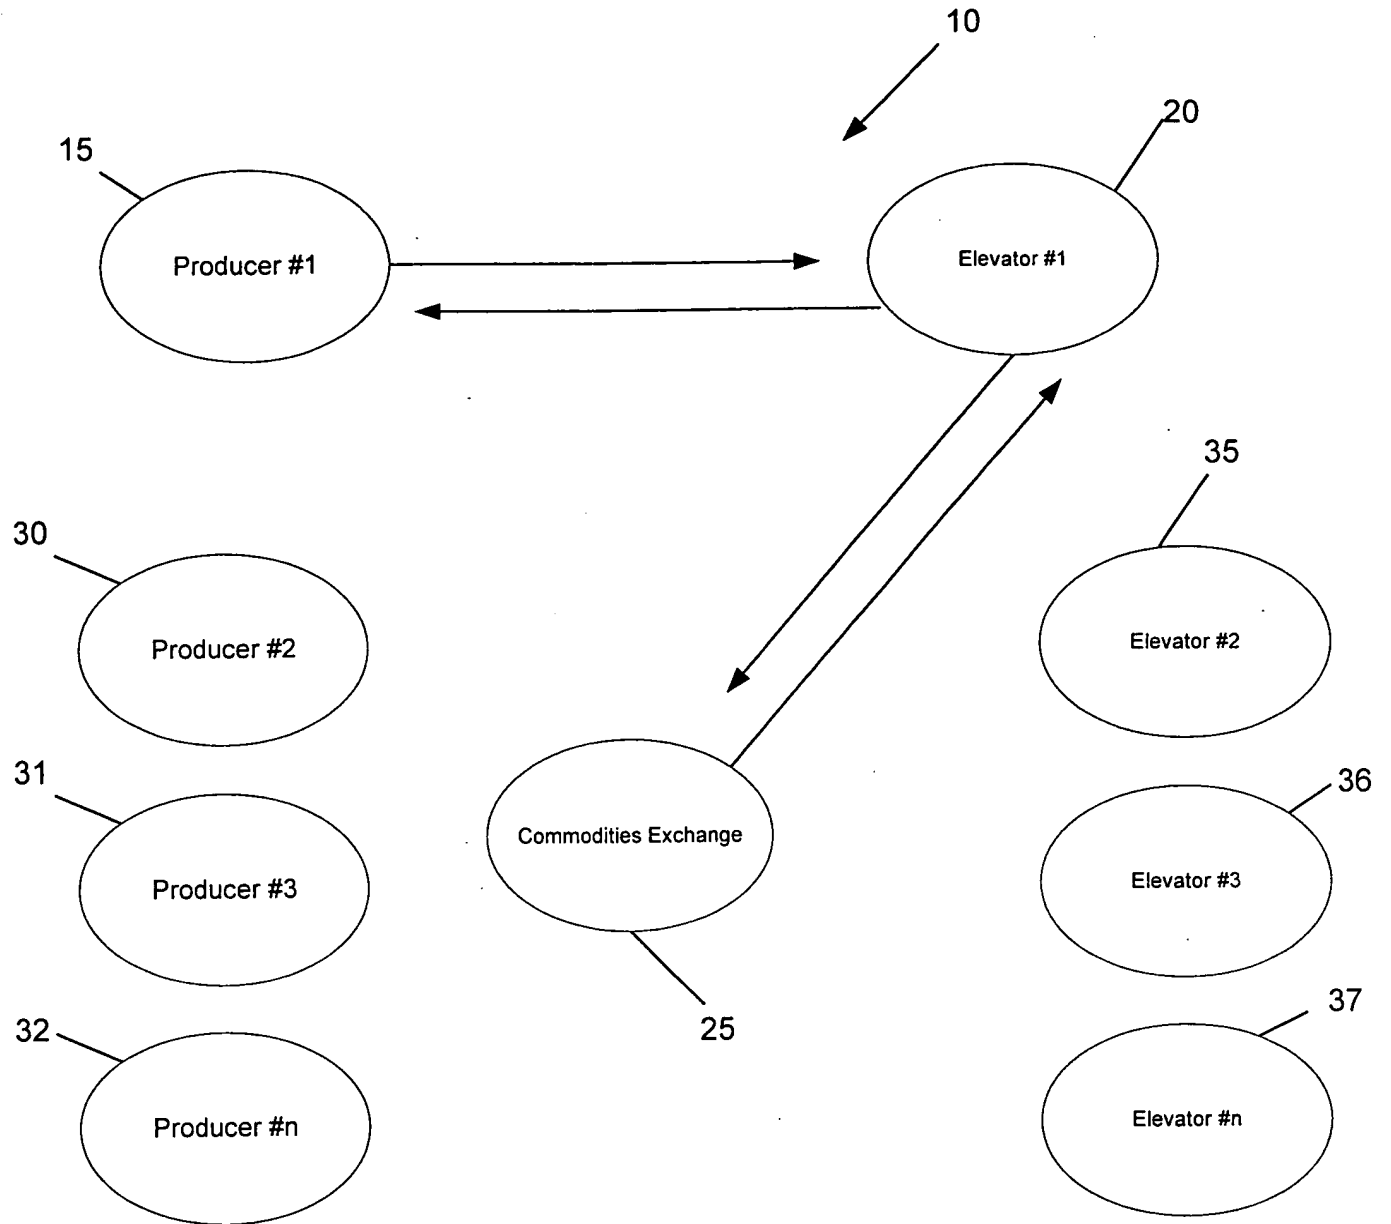 10
20
15
Producer #1
Elevator #1
35
30
Producer #2
Elevator #2
31
36
Commodities Exchange
Producer #3
Elevator #3
37
32
25
Producer #n
Elevator #n